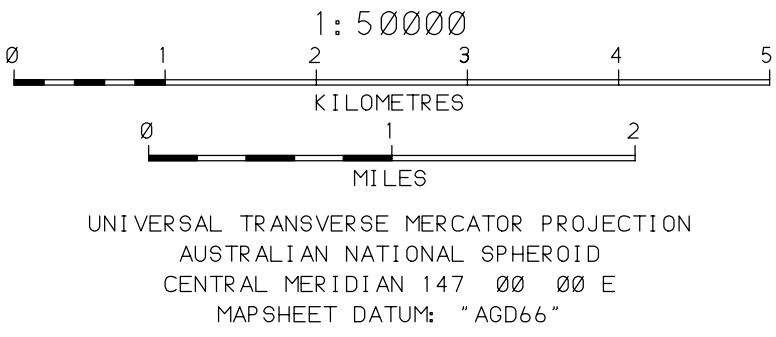 1:50000
0 1 2 3 4 5
KILOMETRES
0 1 2
MILES
UNIVERSAL TRANSVERSE MERCATOR PROJECTION
AUSTRALIAN NATIONAL SPHEROID
CENTRAL MERIDIAN 147 00 00 E
MAPSHEET DATUM: "AGD66"